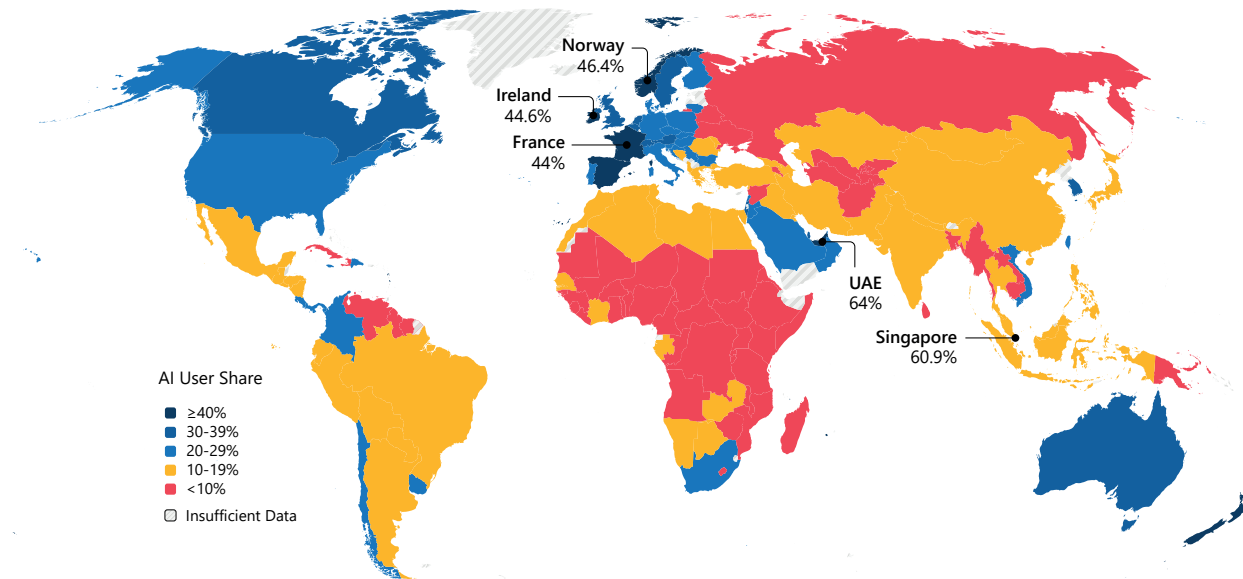 Norway
46.4%
Ireland
44.6%
France
44%
UAE
64%
Singapore
60.9%
AI User Share
≥40%
30-39%
20-29%
10-19%
<10%
Insufficient Data